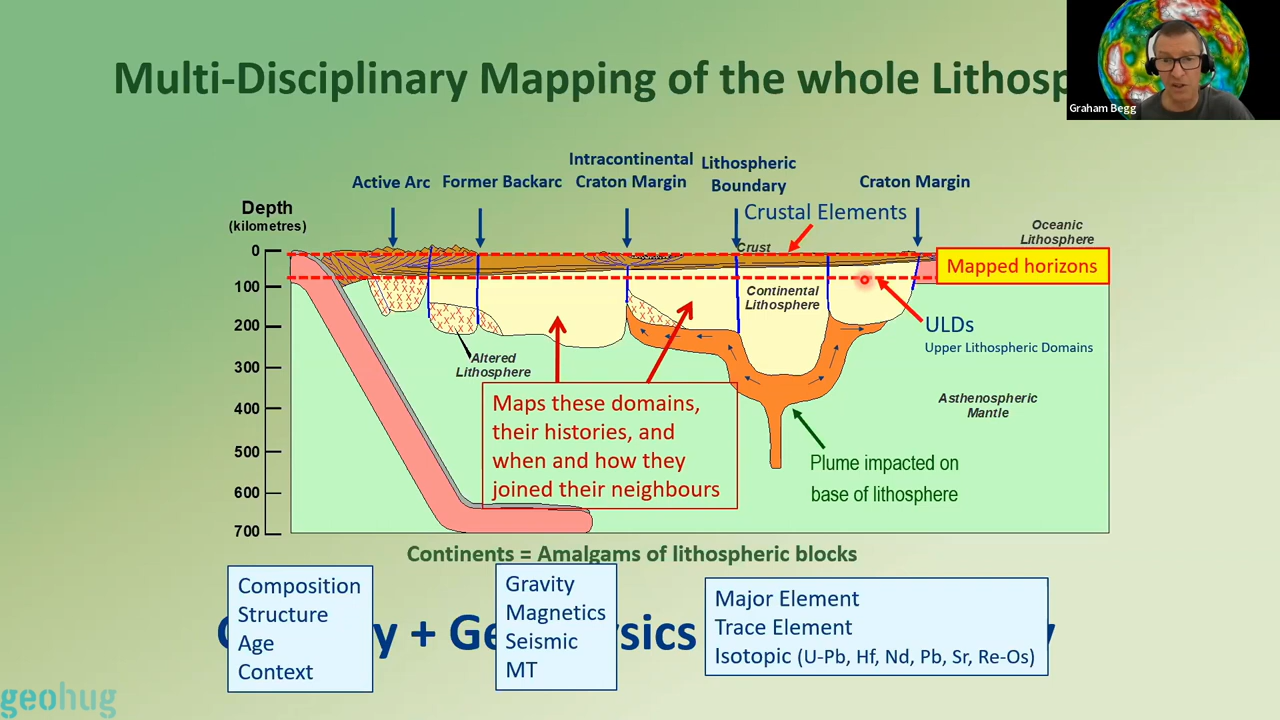 Multi-Disciplinary Mapping of the whole Lithosp
Graham Begg
Active Arc
Former Backarc
Intracontinental
Craton Margin
Lithospheric
Boundary
Craton Margin
Crustal Elements
Depth
(kilometres)
Oceanic
Lithosphere
Crust
Mapped horizons
0
100
200
300
400
500
600
700
Continental
Lithosphere
ULDs
Upper Lithospheric Domains
Altered
Lithosphere
Asthenospheric
Mantle
Maps these domains,
their histories, and
when and how they
joined their neighbours
Plume impacted on
base of lithosphere
Continents = Amalgams of lithospheric blocks
Composition
Structure
Age
Context
Gravity
Magnetics
Seismic
MT
Major Element
Trace Element
Isotopic (U-Pb, Hf, Nd, Pb, Sr, Re-Os)
geohug